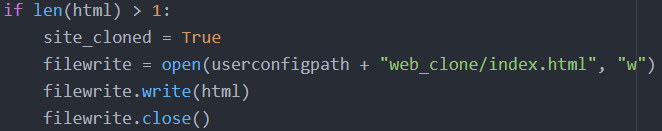 if len(html) > 1:
    site_cloned = True
    filewrite = open(userconfigpath + "web_clone/index.html", "w")
    filewrite.write(html)
    filewrite.close()